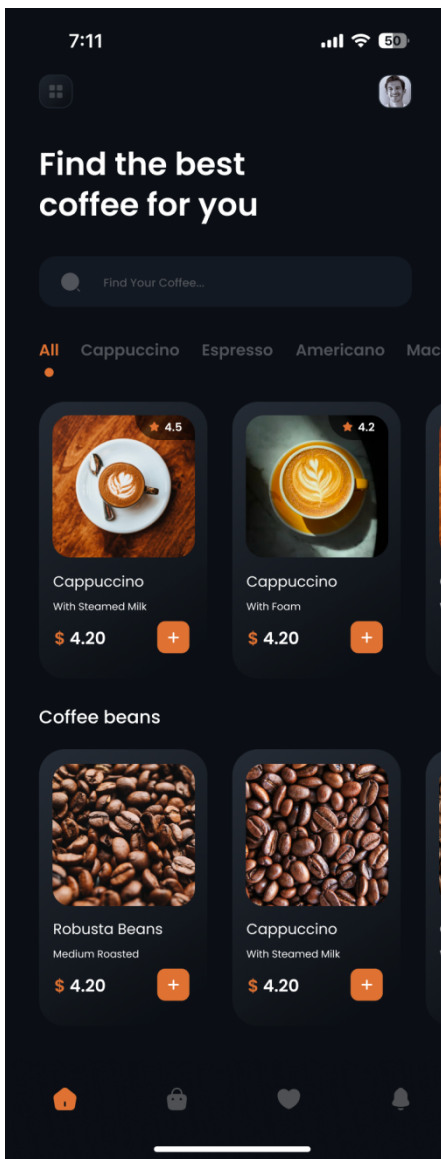 7:11
50
Find the best
coffee for you
Find Your Coffee...
All Cappuccino Espresso Americano Mac
4.5
4.2
Cappuccino
With Steamed Milk
$ 4.20
+
Cappuccino
With Foam
$ 4.20
+
Coffee beans
Robusta Beans
Medium Roasted
$ 4.20
+
Cappuccino
With Steamed Milk
$ 4.20
+